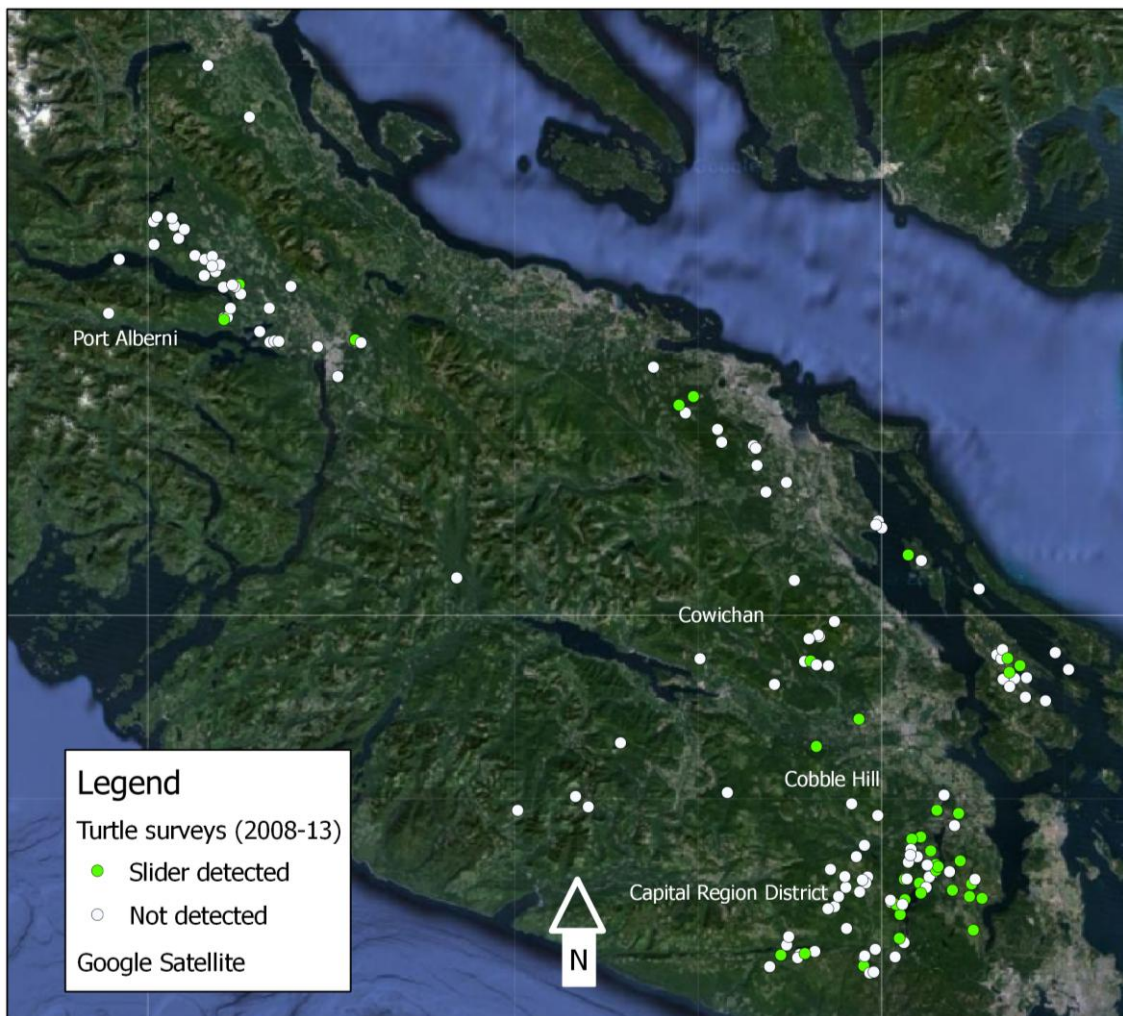 Port Alberni
Cowichan
Cobble Hill
Capital Region District
N
Legend
Turtle surveys (2008-13)
Slider detected
Not detected
Google Satellite